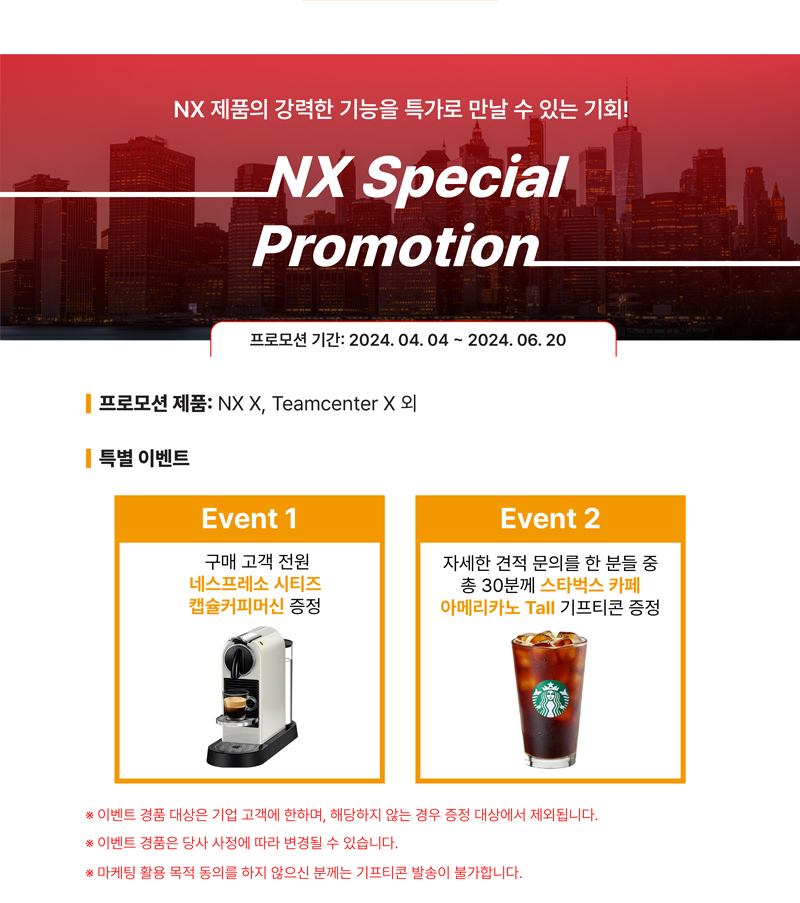 NX 제품의 강력한 기능을 특가로 만날 수 있는 기회!
NX Special
Promotion
프로모션 기간: 2024. 04. 04 ~ 2024. 06. 20
프로모션 제품: NX X, Teamcenter X 외
특별 이벤트
Event 1
구매 고객 전원
네스프레소 시티즈
캡슐커피머신 증정
Event 2
자세한 견적 문의를 한 분들 중
총 30분께 스타벅스 카페
아메리카노 Tall 기프티콘 증정
※ 이벤트 경품 대상은 기업 고객에 한하며, 해당하지 않는 경우 증정 대상에서 제외됩니다.
※ 이벤트 경품은 당사 사정에 따라 변경될 수 있습니다.
※ 마케팅 활용 목적 동의를 하지 않으신 분께는 기프티콘 발송이 불가합니다.